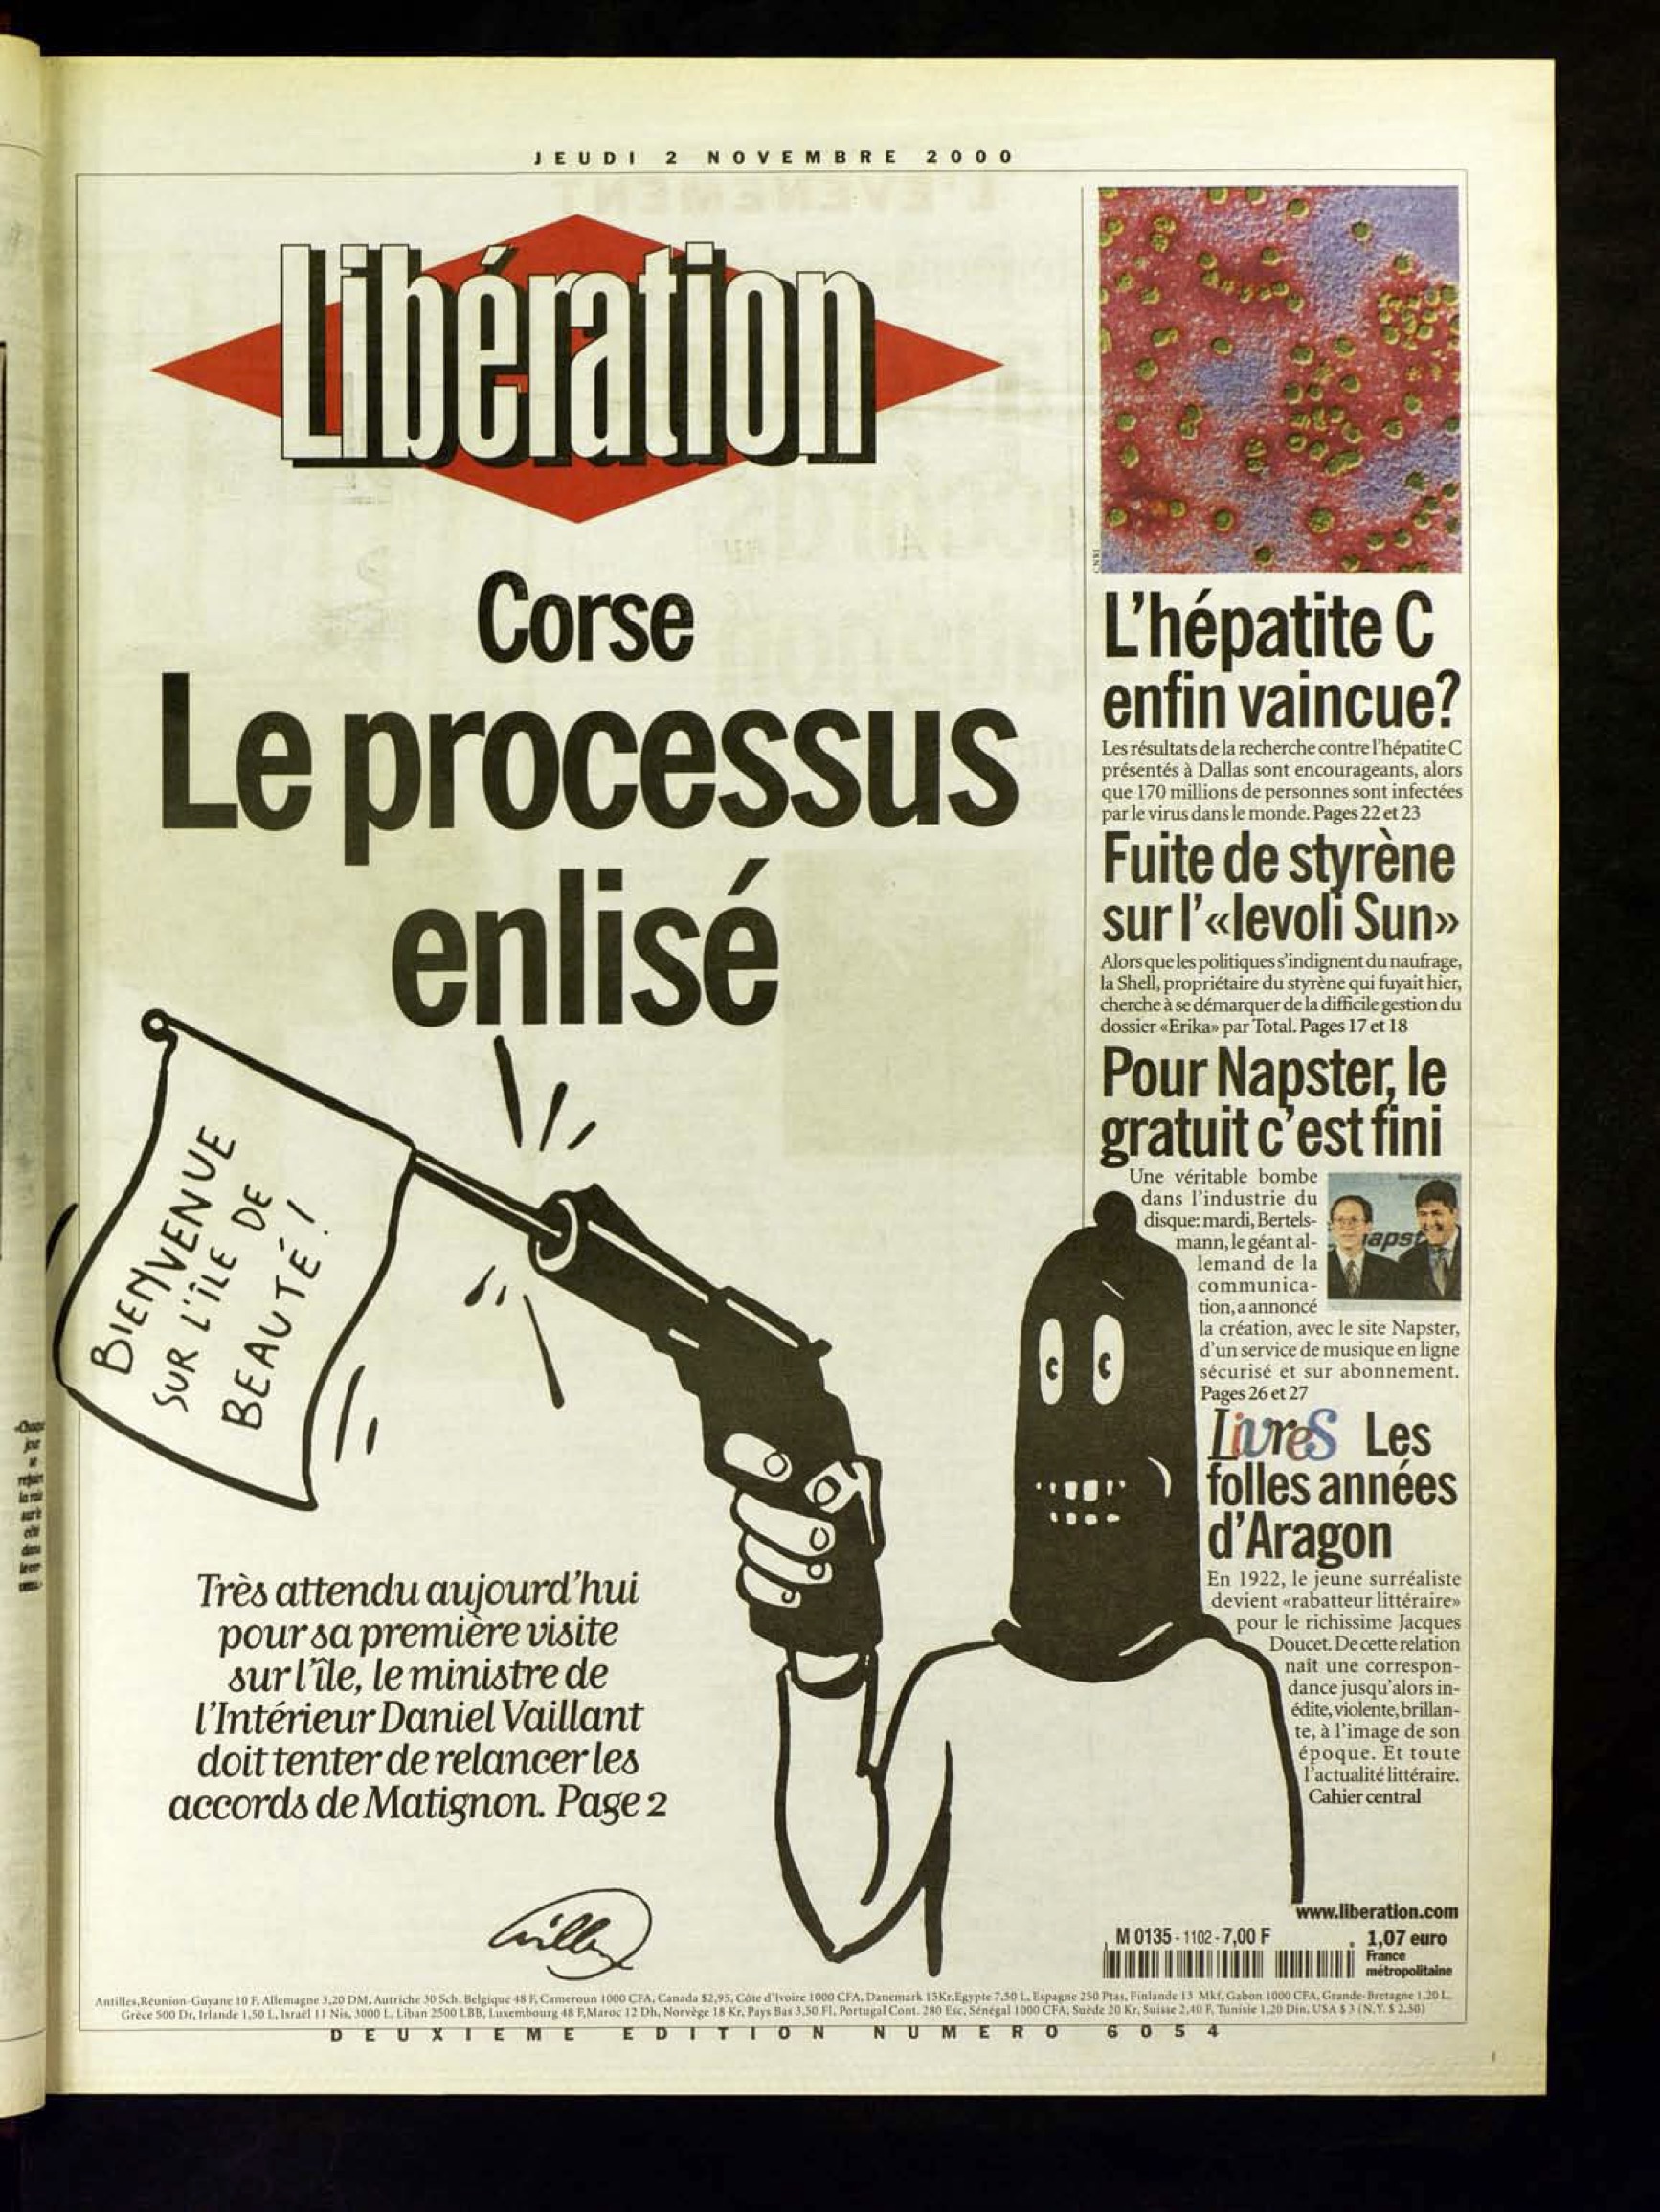 JEUDI 2 NOVEMBRE 2000
Libération
Corse
Le processus
enlisé
BIENVENUE
SUR L'ÎLE DE
BEAUTÉ !
Très attendu aujourd'hui
pour sa première visite
sur l'île, le ministre de
l'Intérieur Daniel Vaillant
doit tenter de relancer les
accords de Matignon. Page 2
Willem
CNRI
L'hépatite C
enfin vaincue?
Les résultats de la recherche contre l'hépatite C
présentés à Dallas sont encourageants, alors
que 170 millions de personnes sont infectées
par le virus dans le monde. Pages 22 et 23
Fuite de styrène
sur l'«Ievoli Sun»
Alors que les politiques s'indignent du naufrage,
la Shell, propriétaire du styrène qui fuyait hier,
cherche à se démarquer de la difficile gestion du
dossier «Erika» par Total. Pages 17 et 18
Pour Napster, le
gratuit c'est fini
Une véritable bombe
dans l'industrie du
disque: mardi, Bertels-
mann, le géant al-
lemand de la
communica-
tion, a annoncé
la création, avec le site Napster,
d'un service de musique en ligne
sécurisé et sur abonnement.
Pages 26 et 27
apst
Livres Les
folles années
d'Aragon
En 1922, le jeune surréaliste
devient «rabatteur littéraire»
pour le richissime Jacques
Doucet. De cette relation
naît une correspon-
dance jusqu'alors in-
édite, violente, brillan-
te, à l'image de son
époque. Et toute
l'actualité littéraire.
Cahier central
www.liberation.com
M 0135 - 1102 - 7,00 F
1,07 euro
France
métropolitaine
Antilles,Réunion-Guyane 10 F, Allemagne 3,20 DM, Autriche 30 Sch, Belgique 48 F, Cameroun 1000 CFA, Canada $2,95, Côte d'Ivoire 1000 CFA, Danemark 15Kr,Egypte 7,50 L, Espagne 250 Ptas, Finlande 13 Mkf, Gabon 1000 CFA, Grande-Bretagne 1,20 L,
Grèce 500 Dr, Irlande 1,50 L, Israël 11 Nis, 3000 L, Liban 2500 LBB, Luxembourg 48 F,Maroc 12 Dh, Norvège 18 Kr, Pays Bas 3,50 Fl, Portugal Cont. 280 Esc, Sénégal 1000 CFA, Suède 20 Kr, Suisse 2,40 F, Tunisie 1,20 Din, USA $ 3 (N.Y. $ 2.50)
DEUXIEME EDITION NUMERO 6054